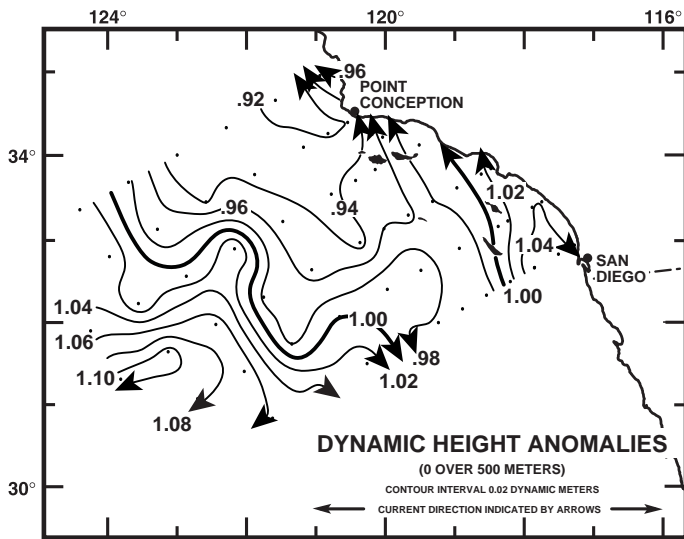 124° 120° 116°
.96
POINT
CONCEPTION
.92
34°
1.02
.96
.94
1.04
SAN
DIEGO
1.00
1.04
1.00
1.06
.98
1.10
1.02
1.08
DYNAMIC HEIGHT ANOMALIES
(0 OVER 500 METERS)
30°
CONTOUR INTERVAL 0.02 DYNAMIC METERS
CURRENT DIRECTION INDICATED BY ARROWS